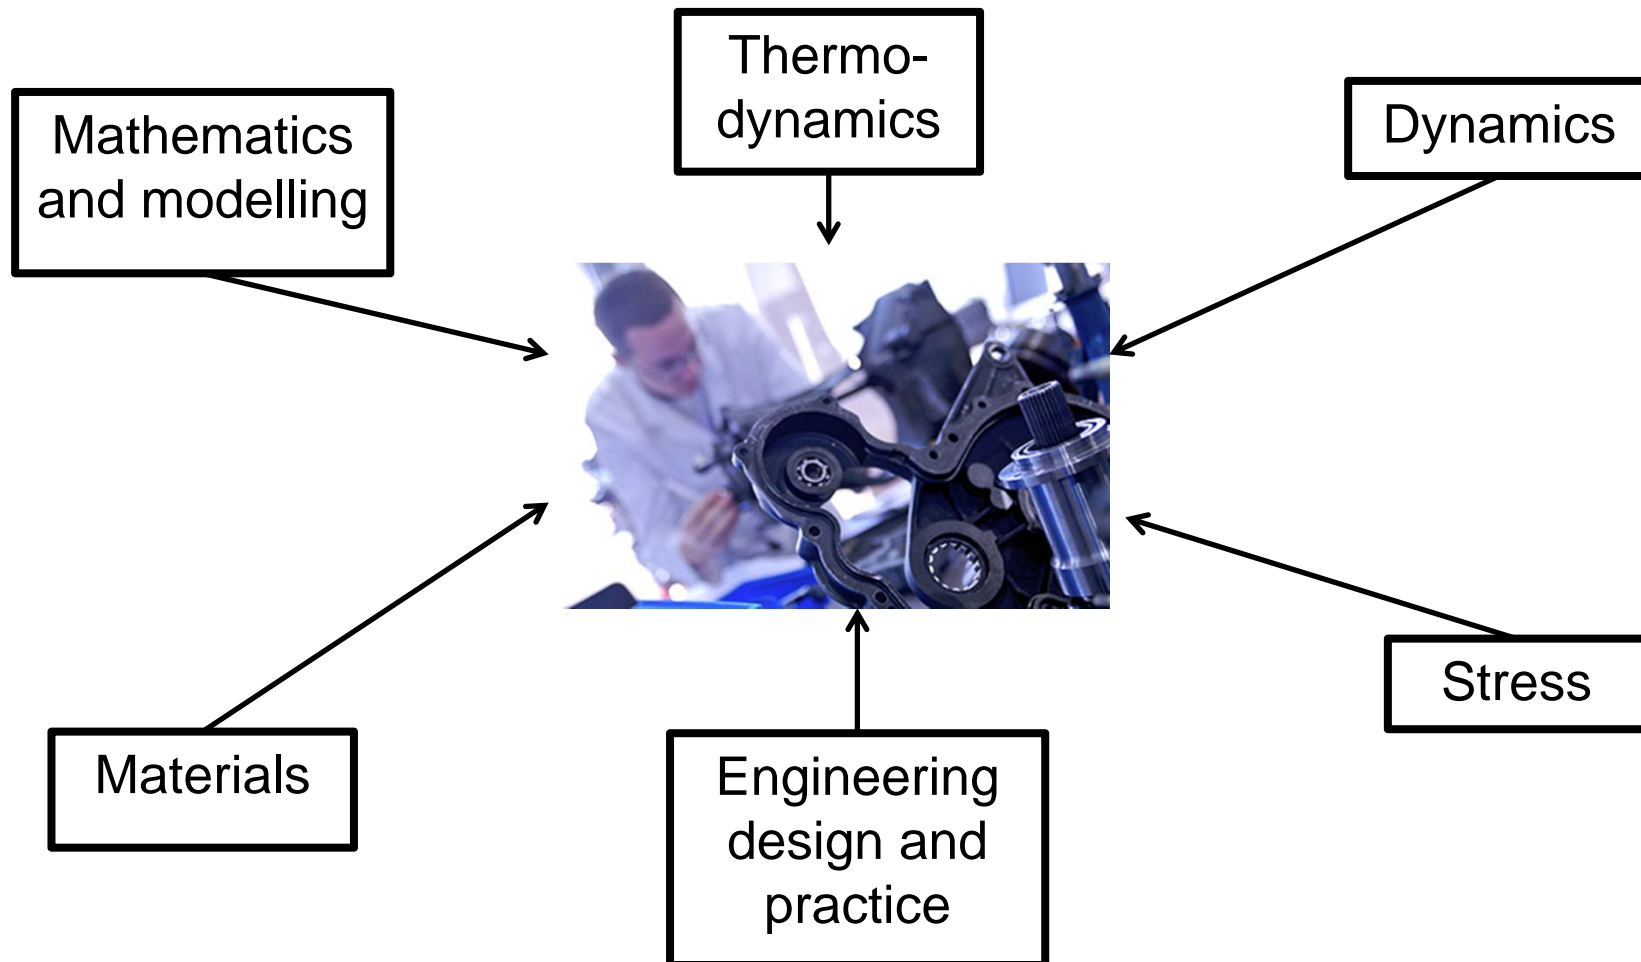 Thermo-
dynamics
Mathematics
and modelling
Dynamics
Stress
Materials
Engineering
design and
practice